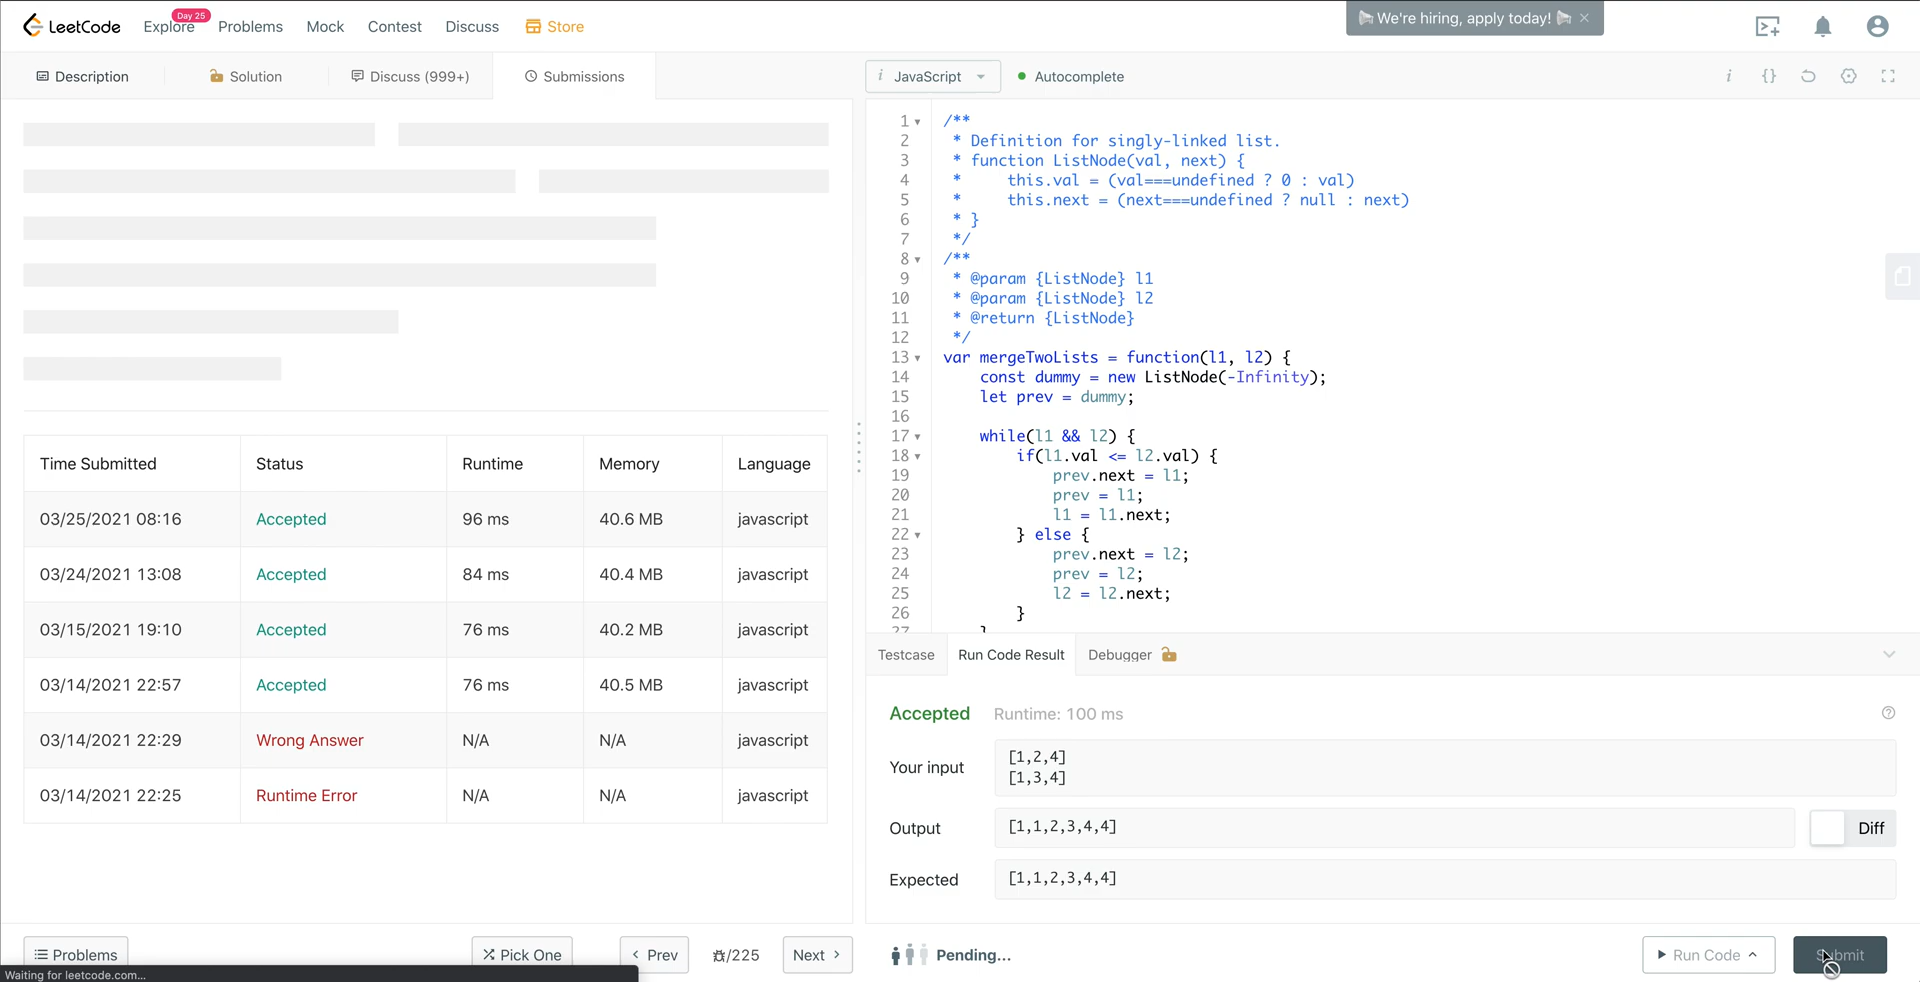 LeetCode
Explore
Day 25
Problems
Mock
Contest
Discuss
Store
We're hiring, apply today!
Description
Solution
Discuss (999+)
Submissions
i JavaScript
Autocomplete
i
{}
Time Submitted Status Runtime Memory Language
03/25/2021 08:16 Accepted 96 ms 40.6 MB javascript
03/24/2021 13:08 Accepted 84 ms 40.4 MB javascript
03/15/2021 19:10 Accepted 76 ms 40.2 MB javascript
03/14/2021 22:57 Accepted 76 ms 40.5 MB javascript
03/14/2021 22:29 Wrong Answer N/A N/A javascript
03/14/2021 22:25 Runtime Error N/A N/A javascript
1 /**
2 * Definition for singly-linked list.
3 * function ListNode(val, next) {
4 *     this.val = (val===undefined ? 0 : val)
5 *     this.next = (next===undefined ? null : next)
6 * }
7 */
8 /**
9 * @param {ListNode} l1
10 * @param {ListNode} l2
11 * @return {ListNode}
12 */
13 var mergeTwoLists = function(l1, l2) {
14     const dummy = new ListNode(-Infinity);
15     let prev = dummy;
16
17     while(l1 && l2) {
18         if(l1.val <= l2.val) {
19             prev.next = l1;
20             prev = l1;
21             l1 = l1.next;
22         } else {
23             prev.next = l2;
24             prev = l2;
25             l2 = l2.next;
26         }
27     }
Testcase
Run Code Result
Debugger
Accepted Runtime: 100 ms
Your input
[1,2,4]
[1,3,4]
Output
[1,1,2,3,4,4]
Diff
Expected
[1,1,2,3,4,4]
Problems
Pick One
< Prev
/225
Next >
Pending...
Run Code
Submit
Waiting for leetcode.com...